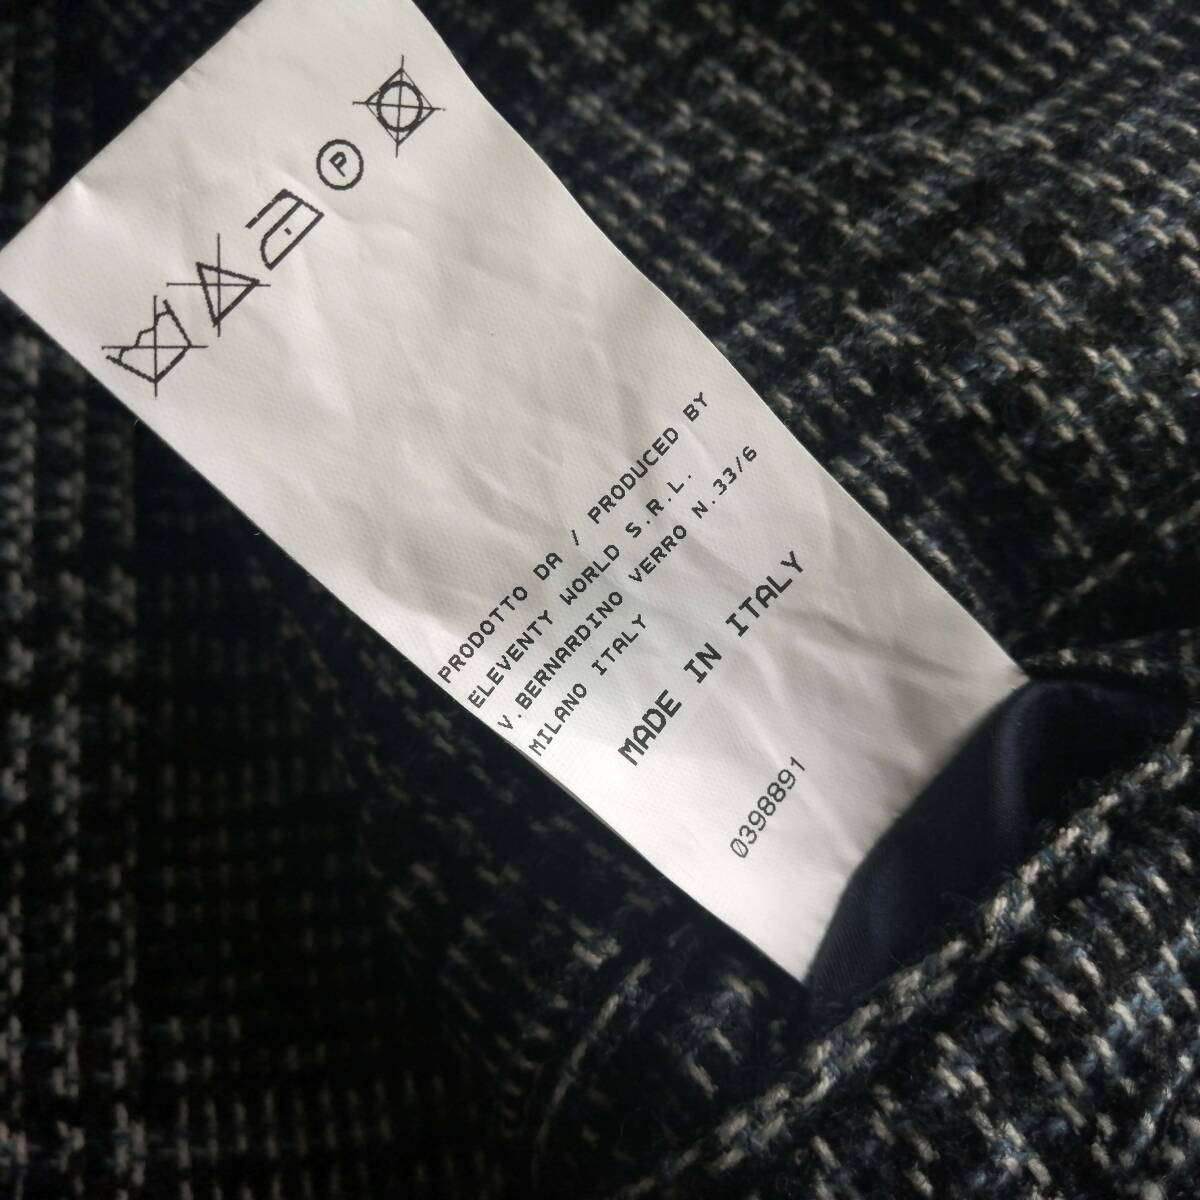 P
PRODOTTO DA / PRODUCED BY
ELEVENTY WORLD S.R.L.
V.BERNARDINO VERRO N.33/6
MILANO ITALY
MADE IN ITALY
0398891